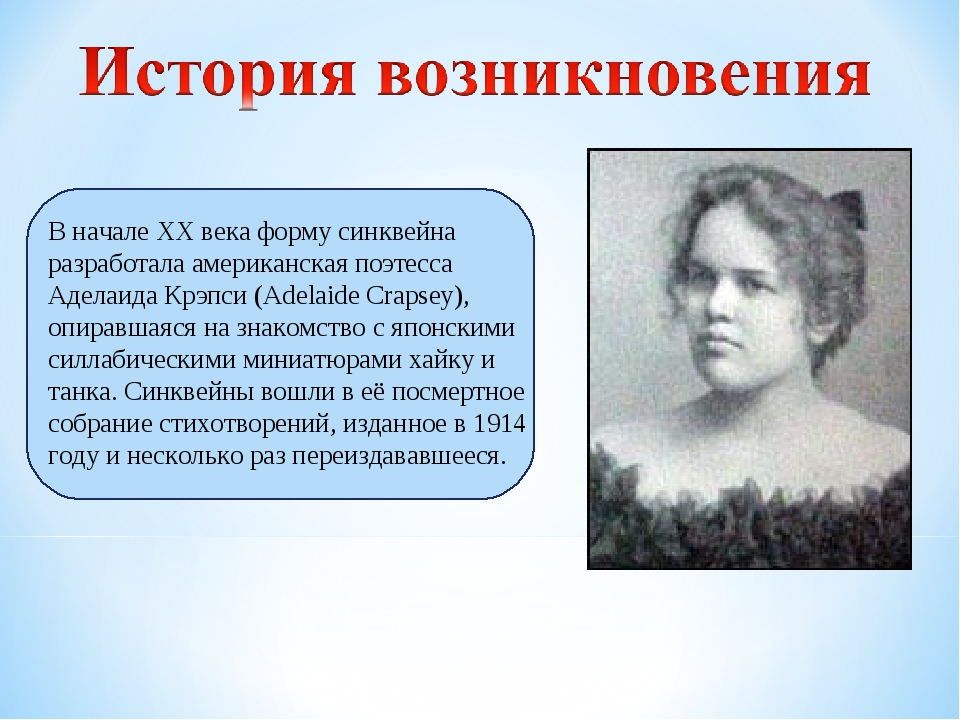 История возникновения
В начале XX века форму синквейна
разработала американская поэтесса
Аделаида Крэпси (Adelaide Crapsey),
опиравшаяся на знакомство с японскими
силлабическими миниатюрами хайку и
танка. Синквейны вошли в её посмертное
собрание стихотворений, изданное в 1914
году и несколько раз переиздававшееся.